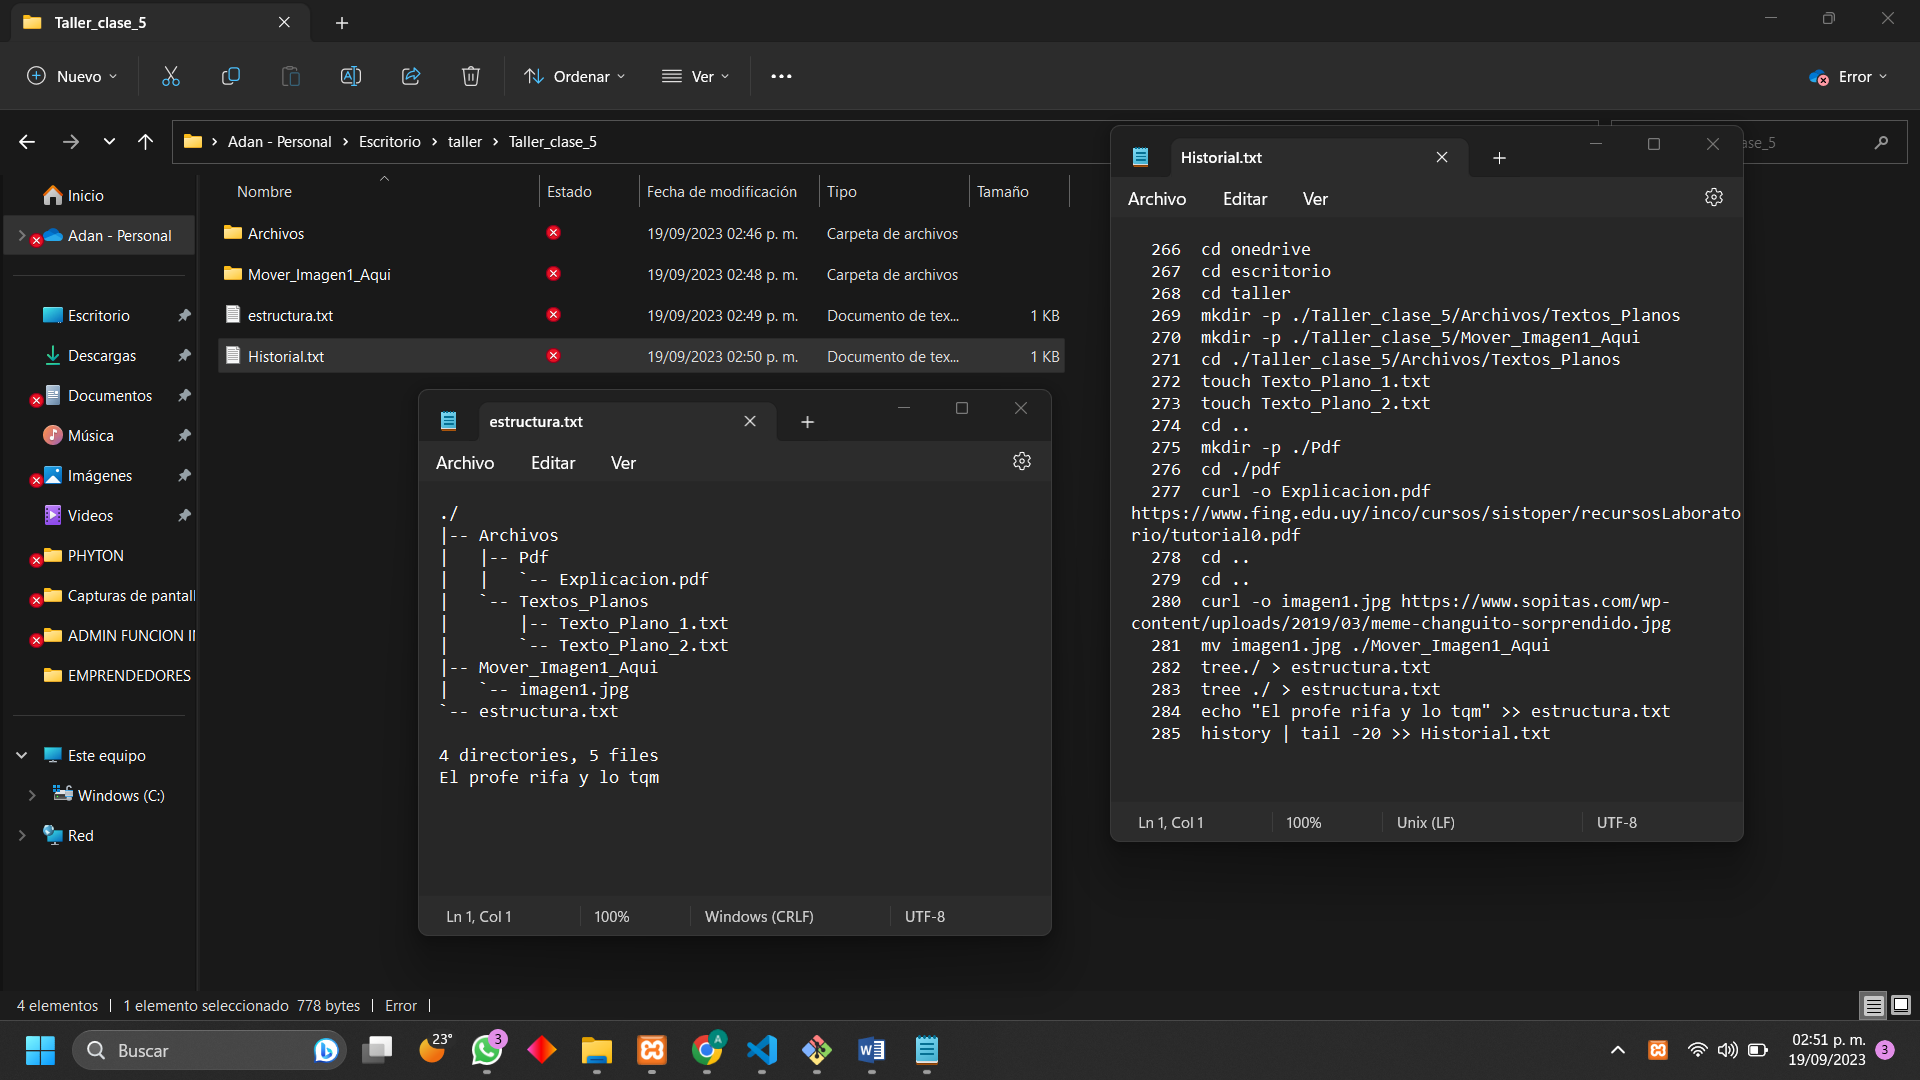 Taller_clase_5
Nuevo
Ordenar
Ver
Error
Adan - Personal
Escritorio
taller
Taller_clase_5
ase_5
Inicio
Adan - Personal
Escritorio
Descargas
Documentos
Música
Imágenes
Videos
PHYTON
Capturas de pantall
ADMIN FUNCION II
EMPRENDEDORES
Este equipo
Windows (C:)
Red
Nombre Estado Fecha de modificación Tipo Tamaño
Archivos 19/09/2023 02:46 p. m. Carpeta de archivos
Mover_Imagen1_Aqui 19/09/2023 02:48 p. m. Carpeta de archivos
estructura.txt 19/09/2023 02:49 p. m. Documento de tex... 1 KB
Historial.txt 19/09/2023 02:50 p. m. Documento de tex... 1 KB
estructura.txt
Archivo Editar Ver
./
|-- Archivos
|   |-- Pdf
|   |   `-- Explicacion.pdf
|   `-- Textos_Planos
|       |-- Texto_Plano_1.txt
|       `-- Texto_Plano_2.txt
|-- Mover_Imagen1_Aqui
|   `-- imagen1.jpg
`-- estructura.txt
4 directories, 5 files
El profe rifa y lo tqm
Ln 1, Col 1 100% Windows (CRLF) UTF-8
Historial.txt
Archivo Editar Ver
266  cd onedrive
267  cd escritorio
268  cd taller
269  mkdir -p ./Taller_clase_5/Archivos/Textos_Planos
270  mkdir -p ./Taller_clase_5/Mover_Imagen1_Aqui
271  cd ./Taller_clase_5/Archivos/Textos_Planos
272  touch Texto_Plano_1.txt
273  touch Texto_Plano_2.txt
274  cd ..
275  mkdir -p ./Pdf
276  cd ./pdf
277  curl -o Explicacion.pdf
https://www.fing.edu.uy/inco/cursos/sistoper/recursosLaborato
rio/tutorial0.pdf
278  cd ..
279  cd ..
280  curl -o imagen1.jpg https://www.sopitas.com/wp-
content/uploads/2019/03/meme-changuito-sorprendido.jpg
281  mv imagen1.jpg ./Mover_Imagen1_Aqui
282  tree./ > estructura.txt
283  tree ./ > estructura.txt
284  echo "El profe rifa y lo tqm" >> estructura.txt
285  history | tail -20 >> Historial.txt
Ln 1, Col 1 100% Unix (LF) UTF-8
4 elementos 1 elemento seleccionado 778 bytes Error
Buscar
23°
3
A
02:51 p. m.
19/09/2023
3